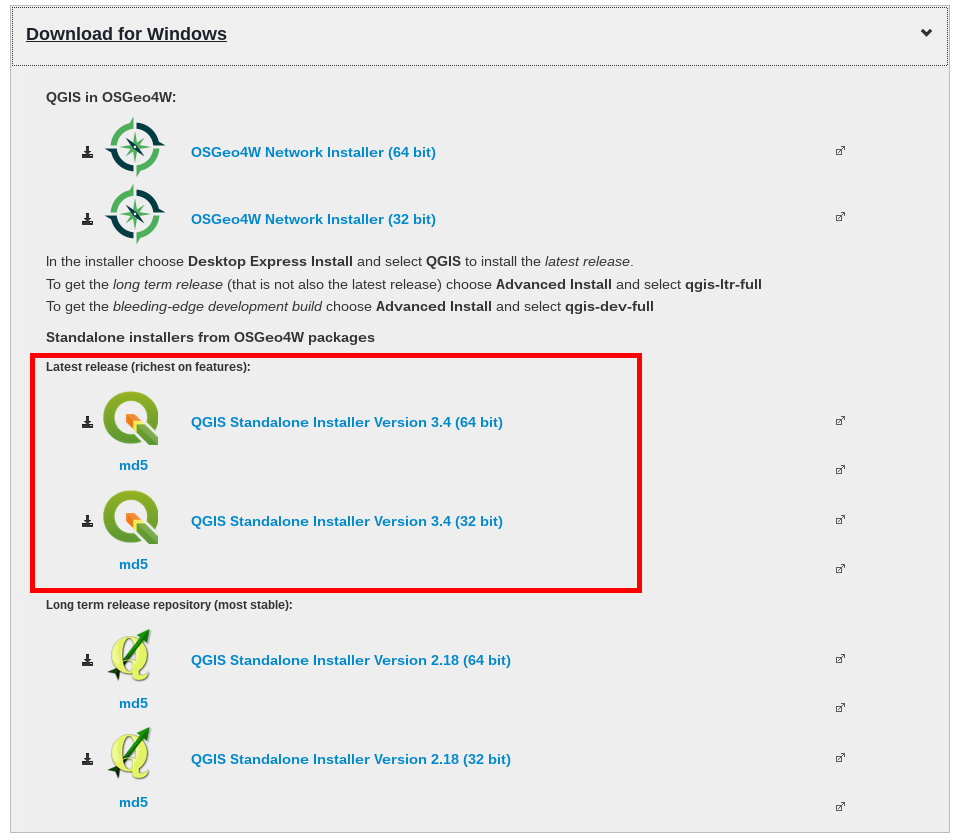 Download for Windows
QGIS in OSGeo4W:
OSGeo4W Network Installer (64 bit)
OSGeo4W Network Installer (32 bit)
In the installer choose Desktop Express Install and select QGIS to install the latest release.
To get the long term release (that is not also the latest release) choose Advanced Install and select qgis-ltr-full
To get the bleeding-edge development build choose Advanced Install and select qgis-dev-full
Standalone installers from OSGeo4W packages
Latest release (richest on features):
QGIS Standalone Installer Version 3.4 (64 bit)
md5
QGIS Standalone Installer Version 3.4 (32 bit)
md5
Long term release repository (most stable):
QGIS Standalone Installer Version 2.18 (64 bit)
md5
QGIS Standalone Installer Version 2.18 (32 bit)
md5